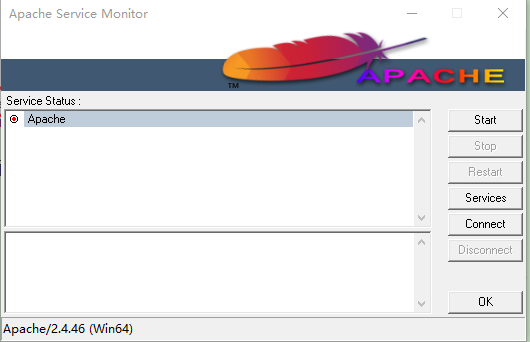 Apache Service Monitor
TM
APACHE
Service Status :
Apache
Start
Stop
Restart
Services
Connect
Disconnect
OK
Apache/2.4.46 (Win64)